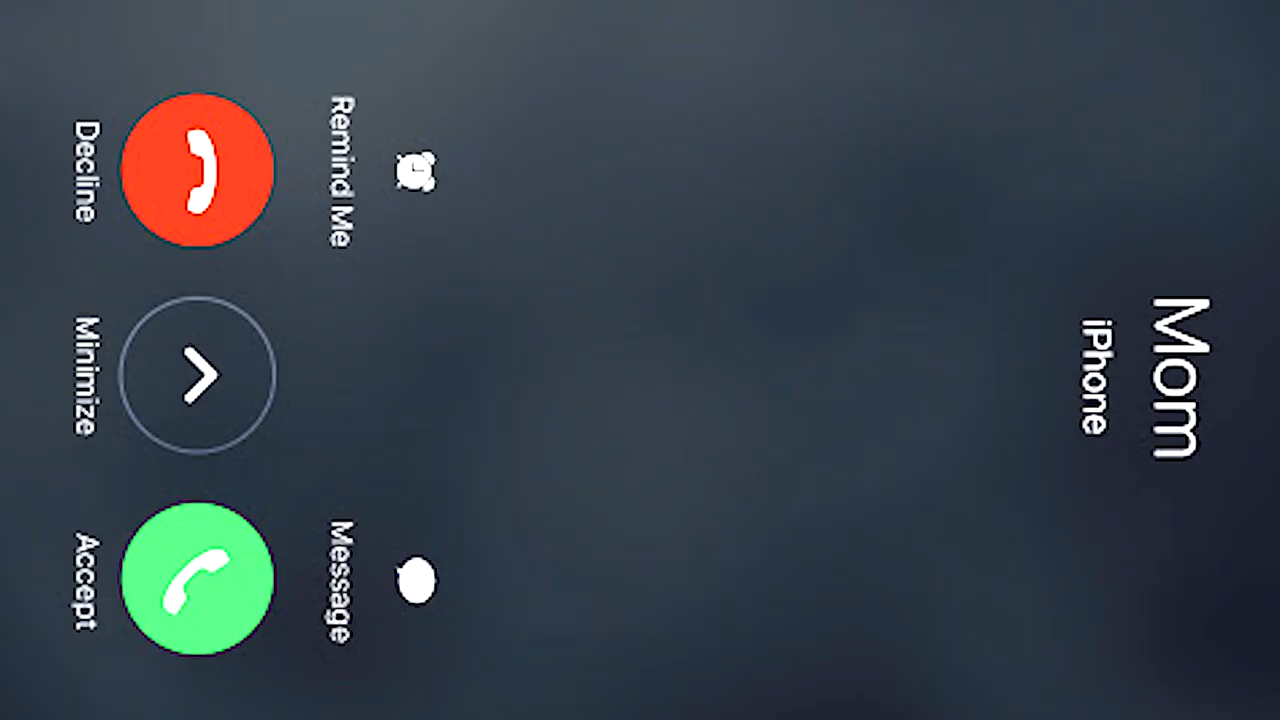 Mom
iPhone
Remind Me
Message
Decline
Minimize
Accept